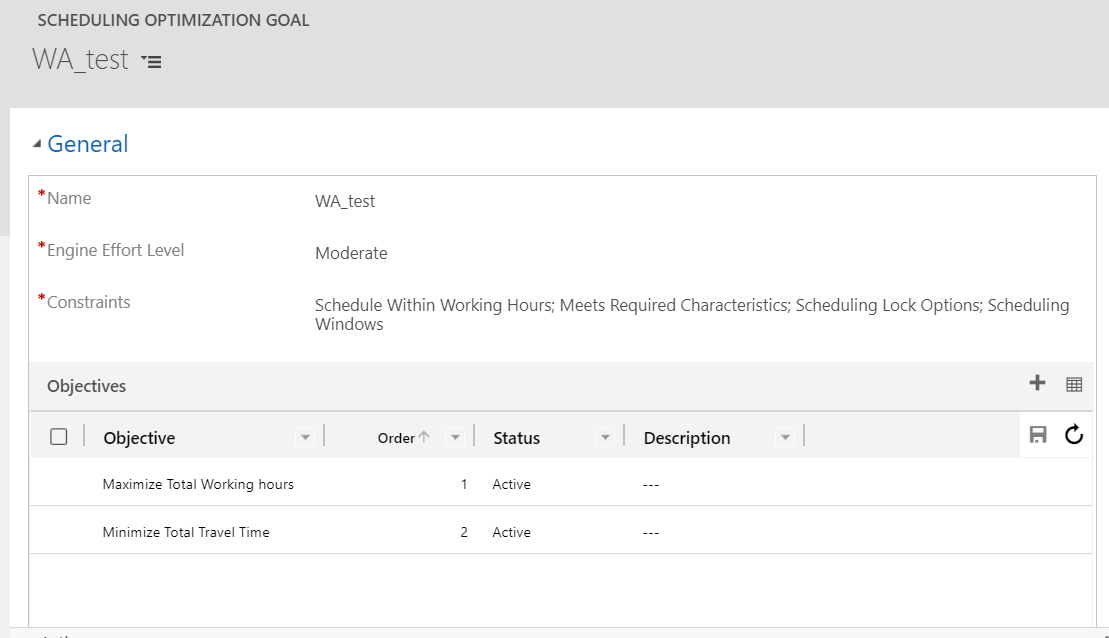 SCHEDULING OPTIMIZATION GOAL
WA_test
General
*Name WA_test
*Engine Effort Level Moderate
*Constraints Schedule Within Working Hours; Meets Required Characteristics; Scheduling Lock Options; Scheduling
Windows
Objectives
Objective Order Status Description
Maximize Total Working hours 1 Active ---
Minimize Total Travel Time 2 Active ---